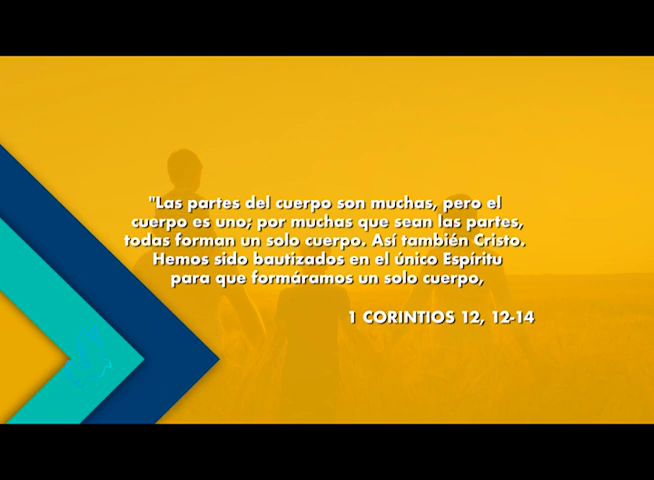 "Las partes del cuerpo son muchas, pero el
cuerpo es uno; por muchas que sean las partes,
todas forman un solo cuerpo. Así también Cristo.
Hemos sido bautizados en el único Espíritu
para que formáramos un solo cuerpo,
1 CORINTIOS 12, 12-14